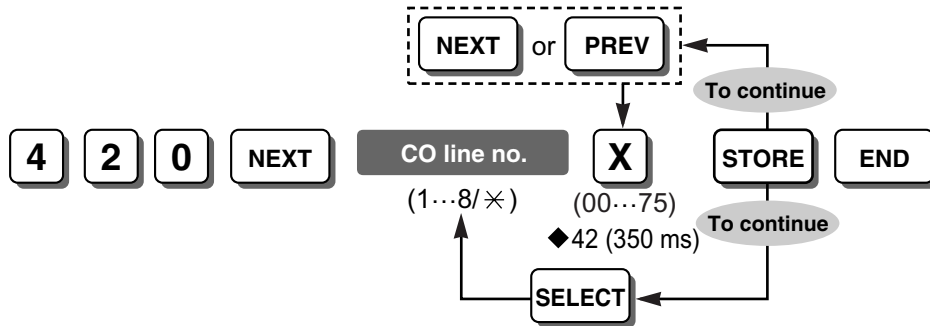 NEXT or PREV
To continue
4 2 0 NEXT CO line no. X STORE END
(1···8/✳) (00···75)
To continue
◆42 (350 ms)
SELECT